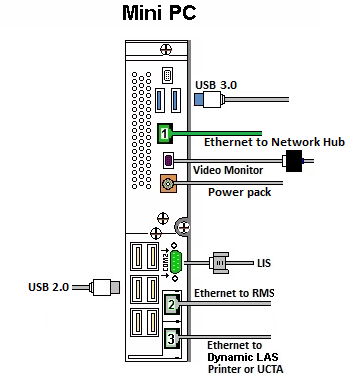 Mini PC
USB 3.0
1
Ethernet to Network Hub
Video Monitor
Power pack
COM2
LIS
USB 2.0
Ethernet to RMS
2
3
Ethernet to
Dynamic LAS
Printer or UCTA